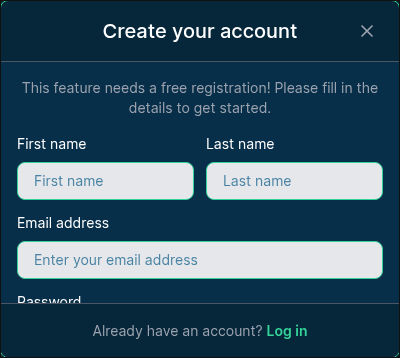 Create your account
This feature needs a free registration! Please fill in the
details to get started.
First name Last name
First name Last name
Email address
Enter your email address
Password
Already have an account? Log in